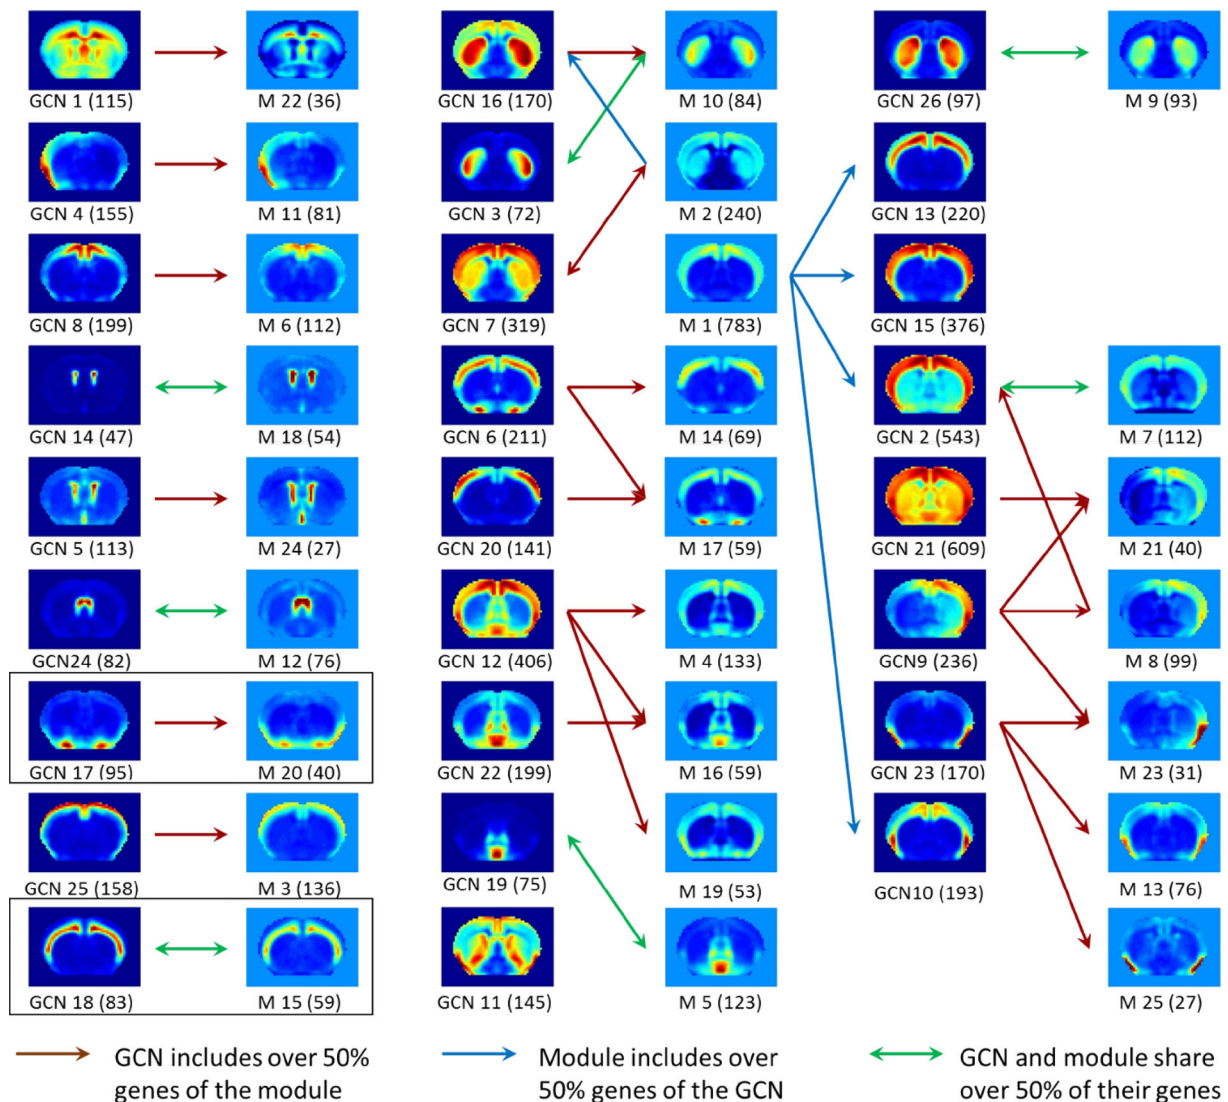 GCN 1 (115) M 22 (36) GCN 16 (170) M 10 (84) GCN 26 (97) M 9 (93)
GCN 4 (155) M 11 (81) GCN 3 (72) M 2 (240) GCN 13 (220)
GCN 8 (199) M 6 (112) GCN 7 (319) M 1 (783) GCN 15 (376)
GCN 14 (47) M 18 (54) GCN 6 (211) M 14 (69) GCN 2 (543) M 7 (112)
GCN 5 (113) M 24 (27) GCN 20 (141) M 17 (59) GCN 21 (609) M 21 (40)
GCN24 (82) M 12 (76) GCN 12 (406) M 4 (133) GCN9 (236) M 8 (99)
GCN 17 (95) M 20 (40) GCN 22 (199) M 16 (59) GCN 23 (170) M 23 (31)
GCN 25 (158) M 3 (136) GCN 19 (75) M 19 (53) GCN10 (193) M 13 (76)
GCN 18 (83) M 15 (59) GCN 11 (145) M 5 (123) M 25 (27)
GCN includes over 50% genes of the module
Module includes over 50% genes of the GCN
GCN and module share over 50% of their genes